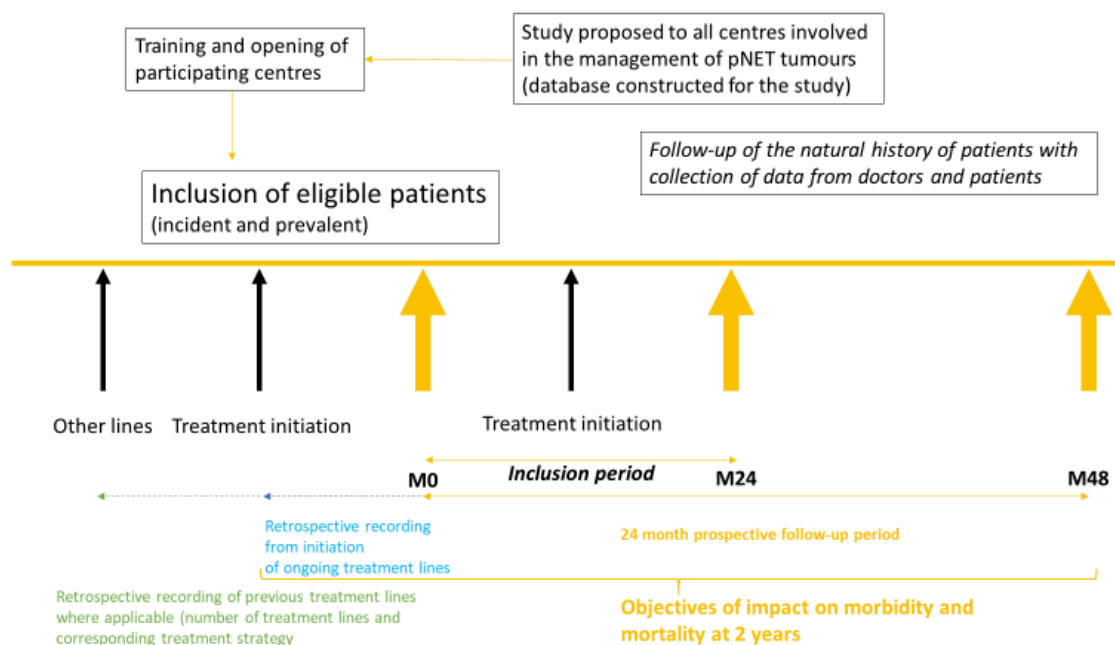 Training and opening of
participating centres
Study proposed to all centres involved
in the management of pNET tumours
(database constructed for the study)
Follow-up of the natural history of patients with
collection of data from doctors and patients
Inclusion of eligible patients
(incident and prevalent)
Other lines
Treatment initiation
Treatment initiation
M0
Inclusion period
M24
M48
Retrospective recording
from initiation
of ongoing treatment lines
24 month prospective follow-up period
Retrospective recording of previous treatment lines
where applicable (number of treatment lines and
corresponding treatment strategy
Objectives of impact on morbidity and
mortality at 2 years